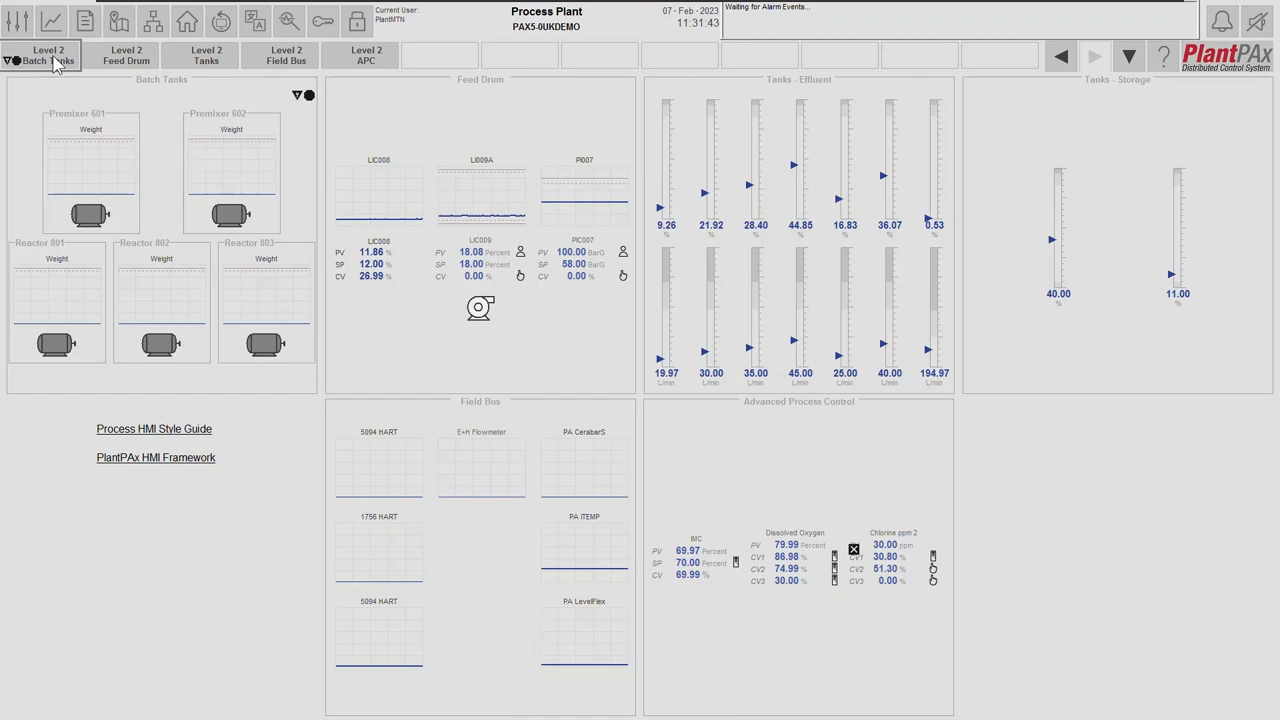 Current User:
PlantMTN
Process Plant
PAX5-0UKDEMO
07- Feb -2023
11:31:43
Waiting for Alarm Events...
Level 2
Batch Tanks
Level 2
Feed Drum
Level 2
Tanks
Level 2
Field Bus
Level 2
APC
?
PlantPAx
Distributed Control System
Batch Tanks
Premixer 601
Weight
Premixer 602
Weight
Reactor 801
Weight
Reactor 802
Weight
Reactor 803
Weight
Feed Drum
LIC008
LI009A
PI007
LIC008
PV 11.86 %
SP 12.00 %
CV 26.99 %
LIC009
PV 18.08 Percent
SP 18.00 Percent
CV 0.00 %
PIC007
PV 100.00 BarG
SP 58.00 BarG
CV 0.00 %
Tanks - Effluent
9.26 21.92 28.40 44.85 16.83 36.07 0.53
% % % % % % %
19.97 30.00 35.00 45.00 25.00 40.00 194.97
L/min L/min L/min L/min L/min L/min L/min
Tanks - Storage
40.00 11.00
% %
Process HMI Style Guide
PlantPAx HMI Framework
Field Bus
5094 HART E+H Flowmeter PA CerabarS
1756 HART PA iTEMP
5094 HART PA LevelFlex
Advanced Process Control
IMC
PV 69.97 Percent
SP 70.00 Percent
CV 69.99 %
Dissolved Oxygen
PV 79.99 Percent
CV1 86.98 %
CV2 74.99 %
CV3 30.00 %
Chlorine ppm 2
30.00 ppm
CV1 30.80 %
CV2 51.30 %
CV3 0.00 %